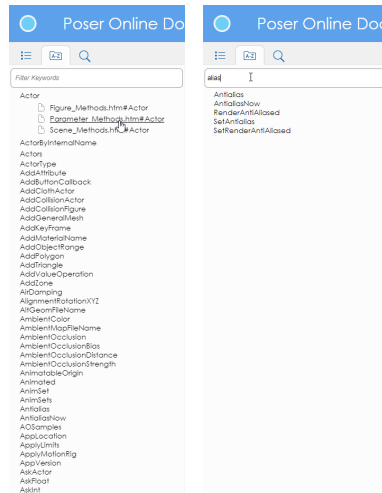 Poser Online Do
Filter Keywords
Actor
Figure_Methods.htm#Actor
Parameter_Methods.htm#Actor
Scene_Methods.htm#Actor
ActorByInternalName
Actors
ActorType
AddAttribute
AddButtonCallback
AddClothActor
AddCollisionActor
AddCollisionFigure
AddGeneralMesh
AddKeyFrame
AddMaterialName
AddObjectRange
AddPolygon
AddTriangle
AddValueOperation
AddZone
AirDamping
AlignmentRotationXYZ
AltGeomFileName
AmbientColor
AmbientMapFileName
AmbientOcclusion
AmbientOcclusionBias
AmbientOcclusionDistance
AmbientOcclusionStrength
AnimatableOrigin
Animated
AnimSet
AnimSets
Antialias
AntialiasNow
AOSamples
AppLocation
ApplyLimits
ApplyMotionRig
AppVersion
AskActor
AskFloat
AskInt
Poser Online Doc
alias
Antialias
AntialiasNow
RenderAntiAliased
SetAntialias
SetRenderAntiAliased